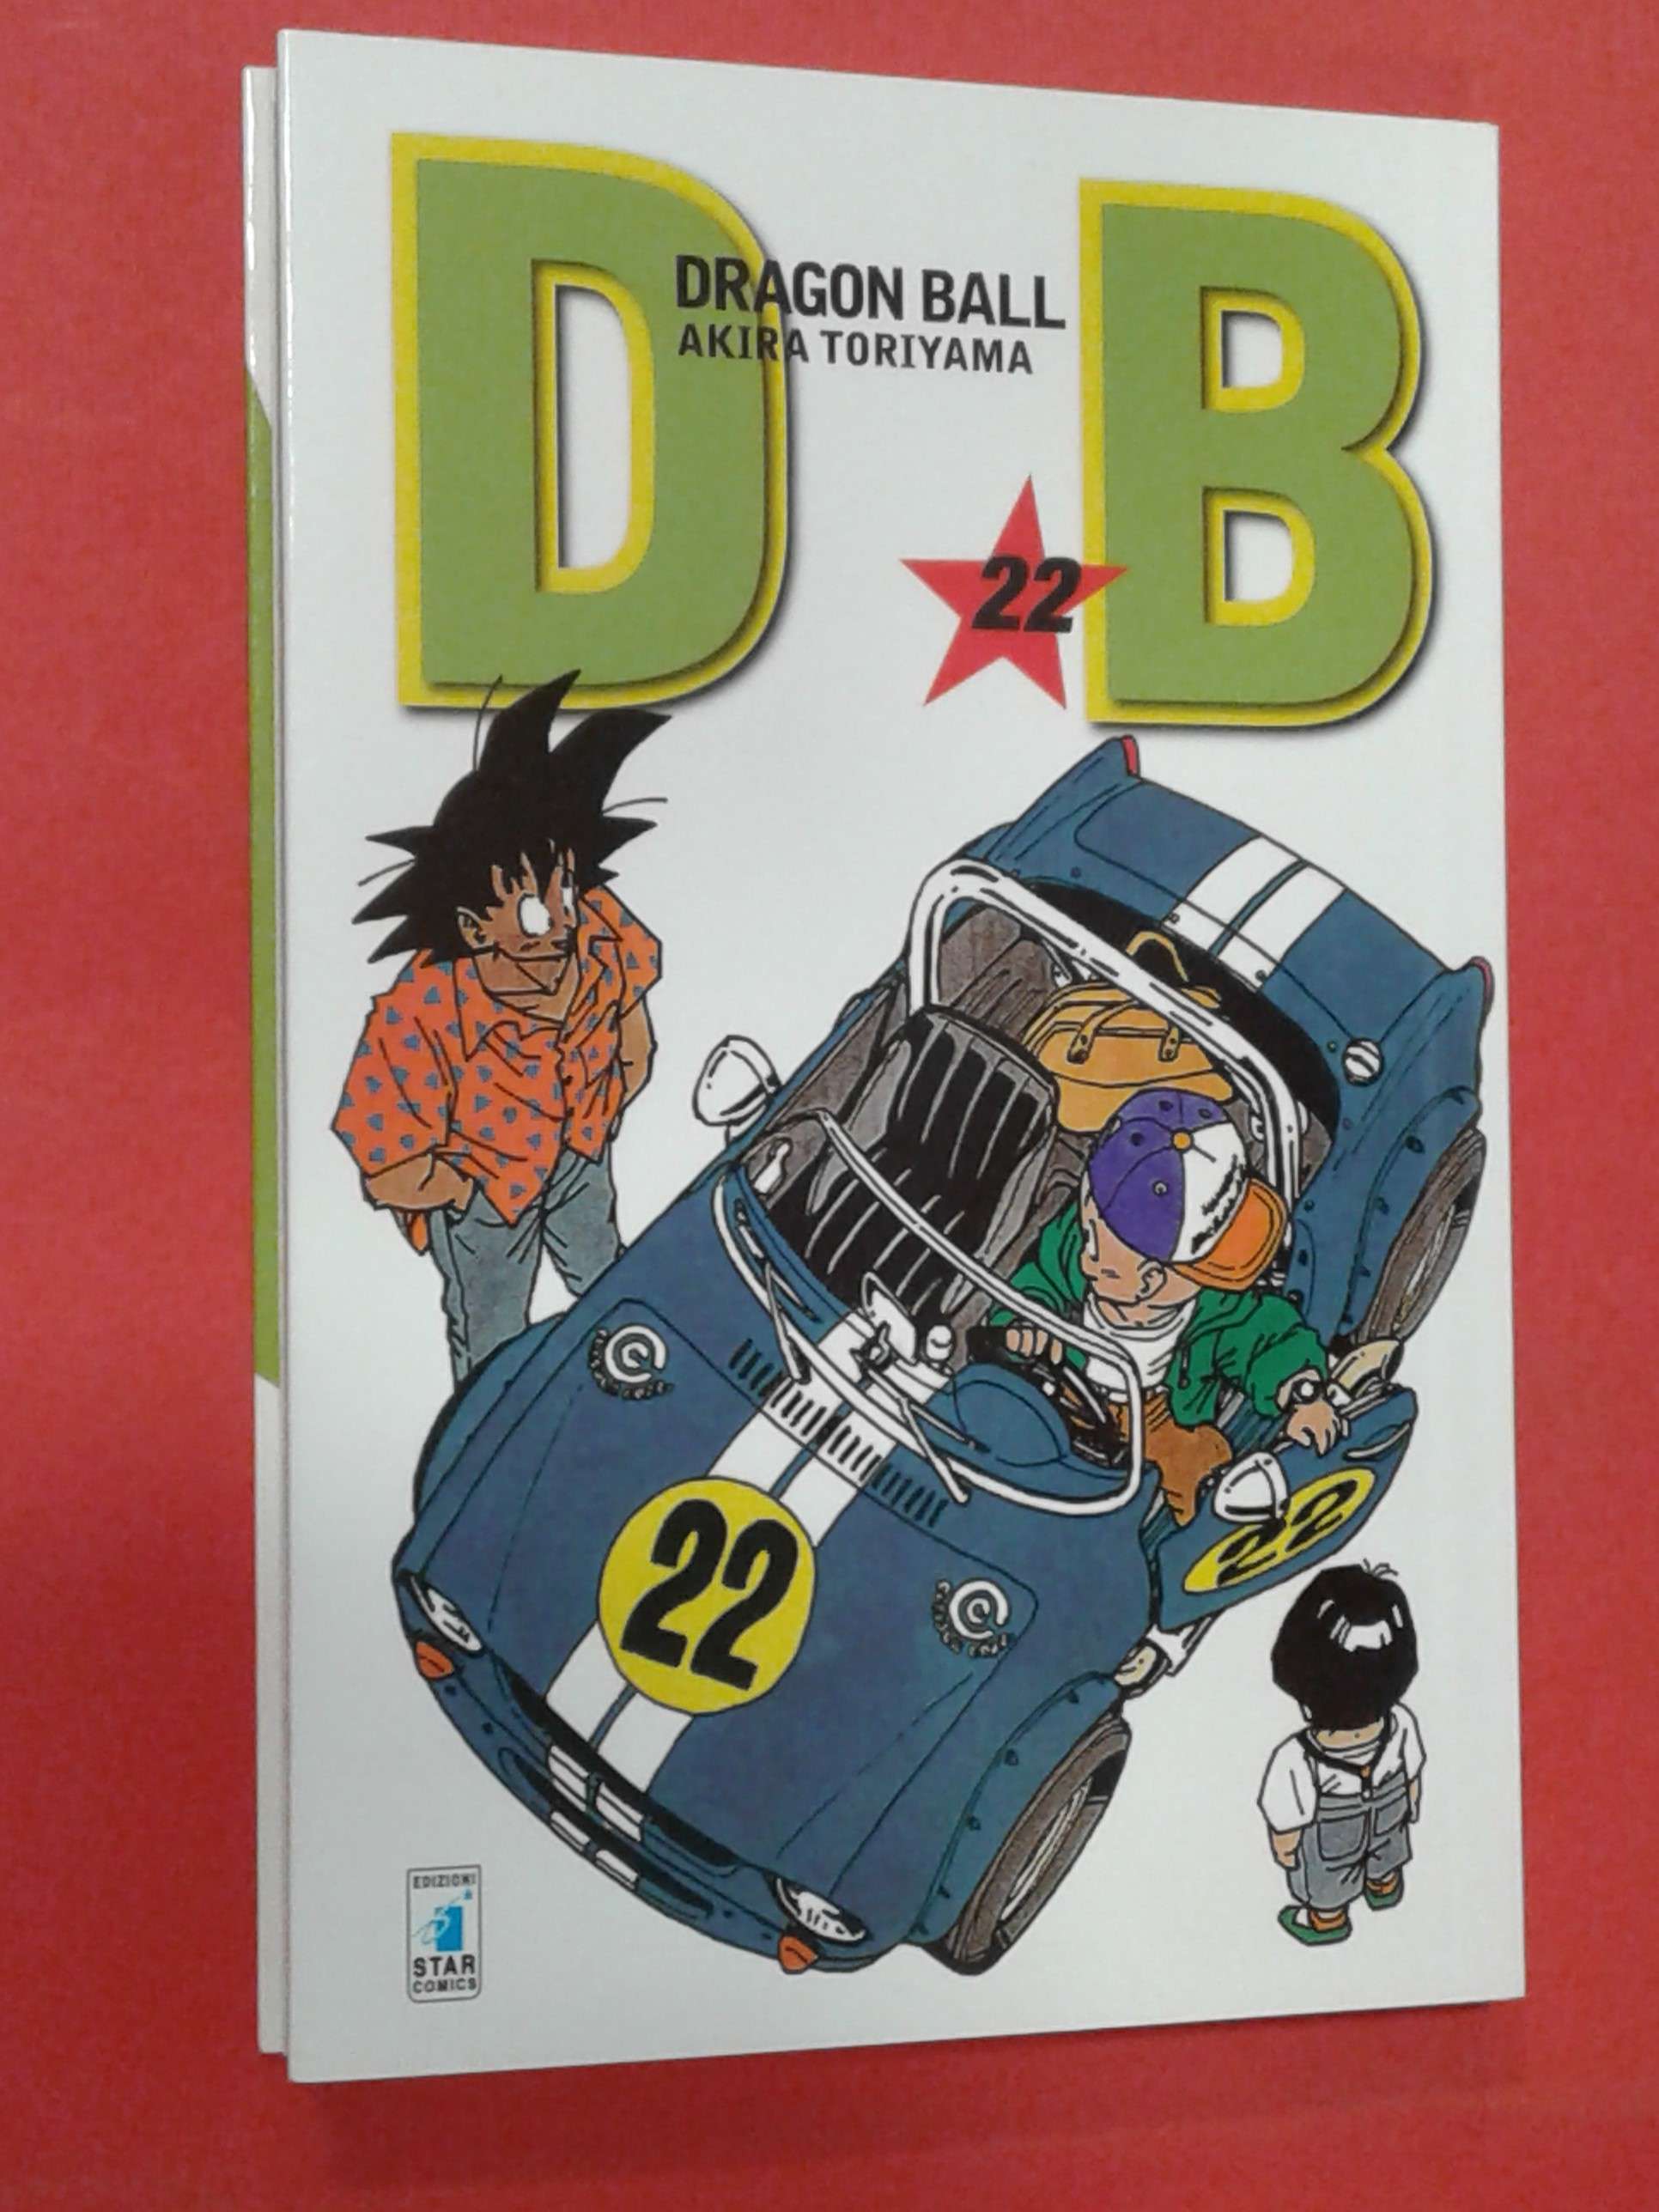 D B
DRAGON BALL
AKIRA TORIYAMA
22
22
22
EDIZIONI
STAR
COMICS